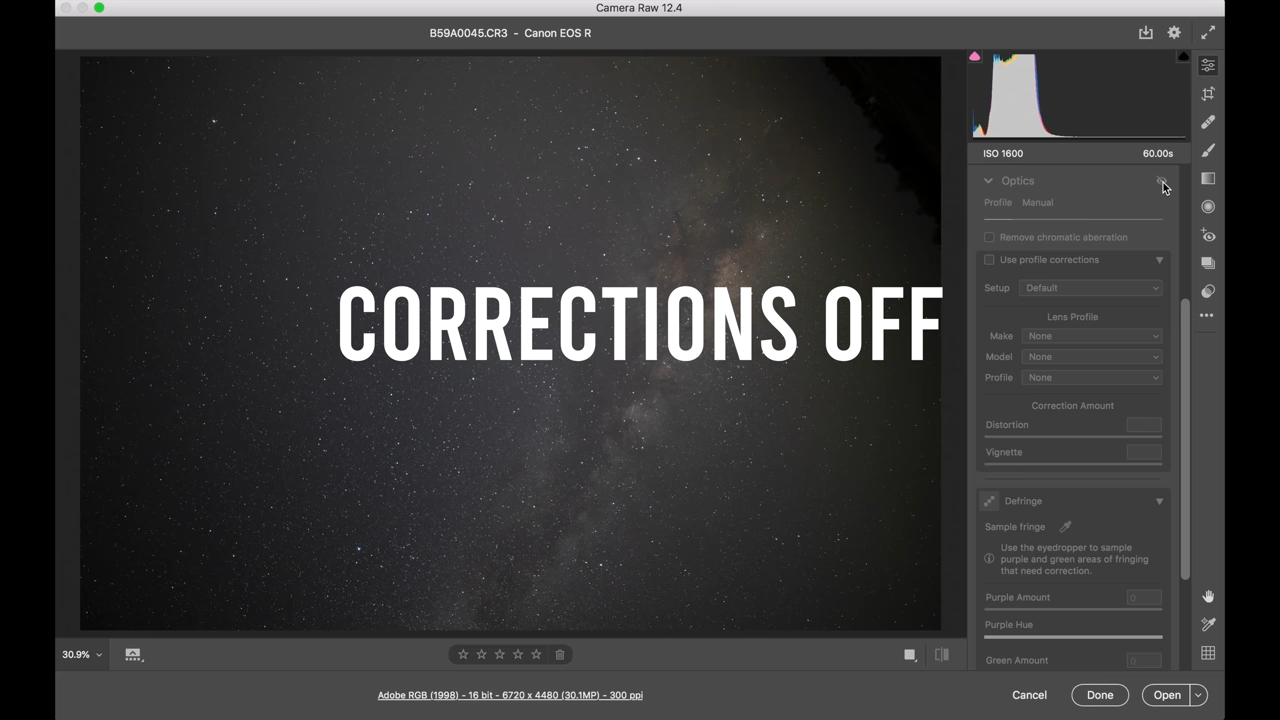 Camera Raw 12.4
B59A0045.CR3 - Canon EOS R
ISO 1600 60.00s
Optics
Profile Manual
Remove chromatic aberration
Use profile corrections
Setup Default
Lens Profile
CORRECTIONS OFF
Make None
Model None
Profile None
Correction Amount
Distortion
Vignette
Defringe
Sample fringe
Use the eyedropper to sample
purple and green areas of fringing
that need correction.
Purple Amount 0
Purple Hue
Green Amount 0
30.9%
Adobe RGB (1998) - 16 bit - 6720 x 4480 (30.1MP) - 300 ppi
Cancel Done Open